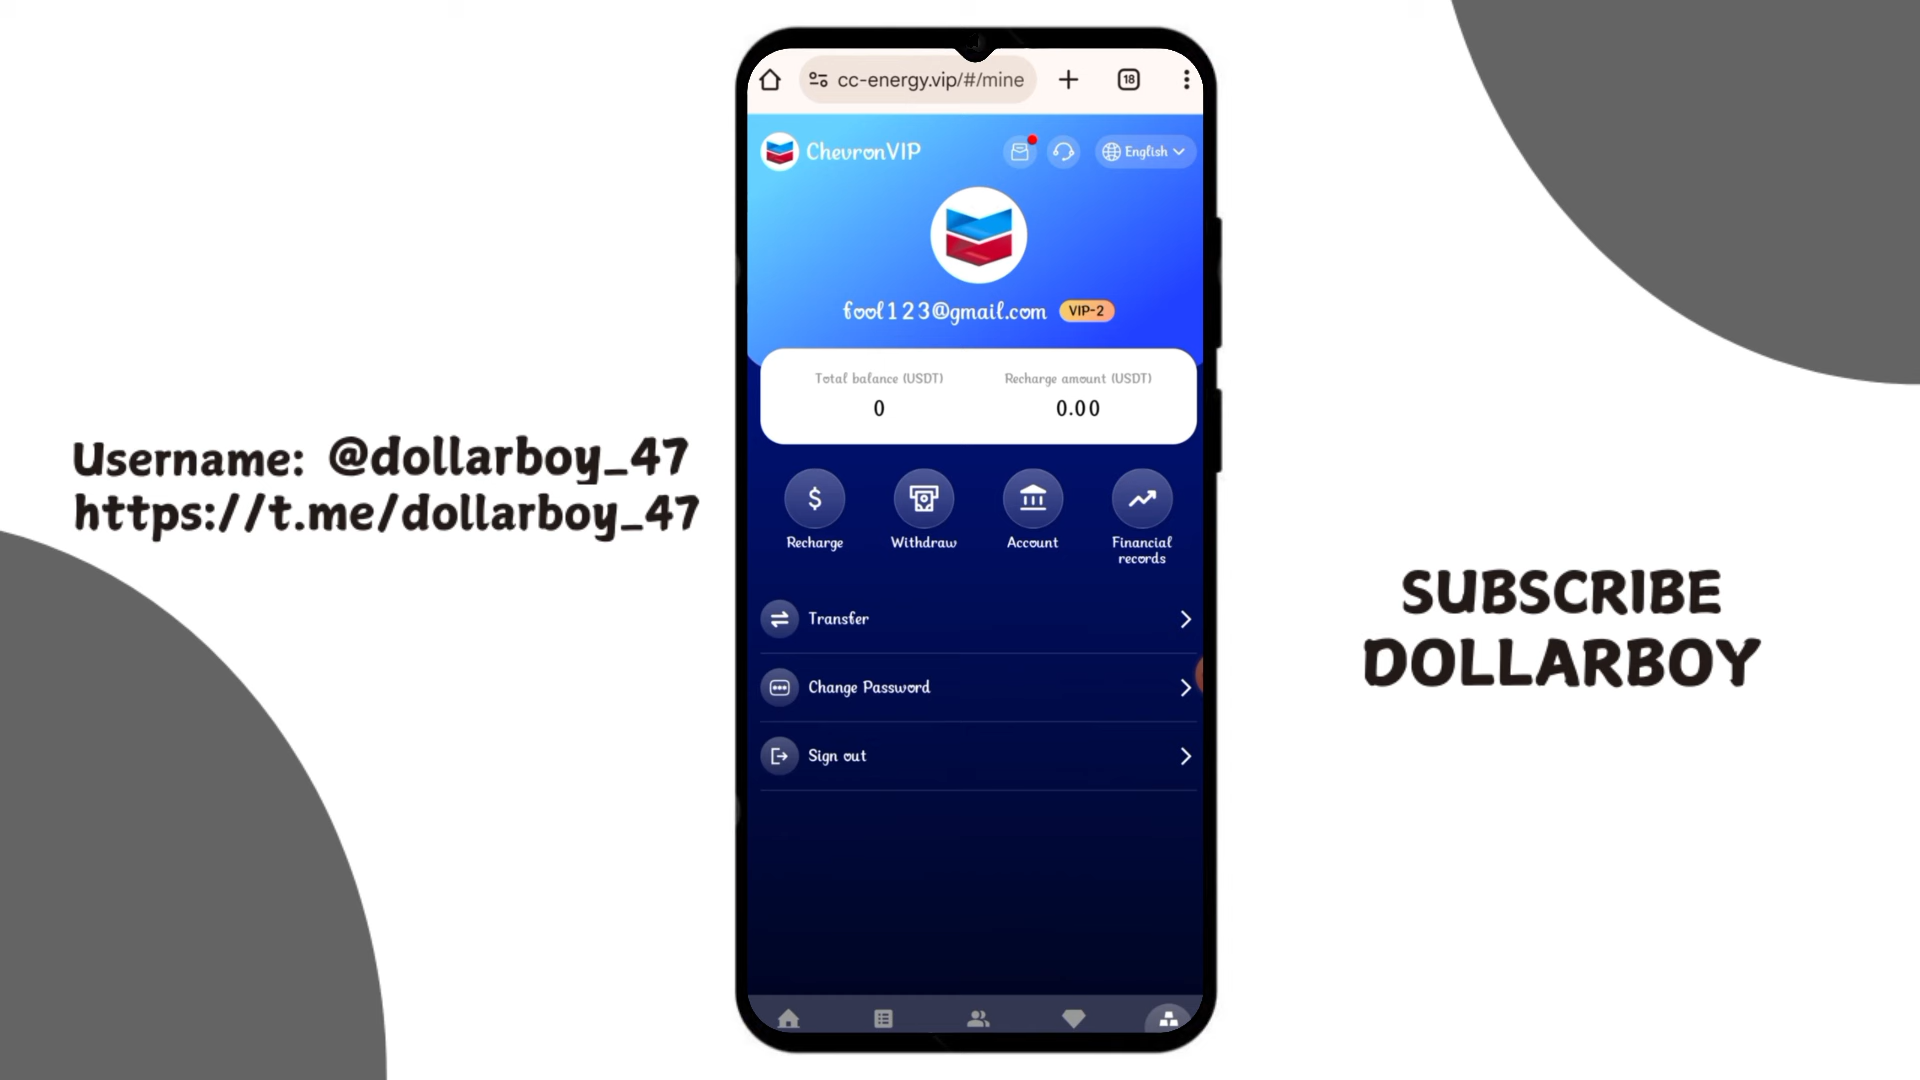 cc-energy.vip/#/mine
18
ChevronVIP
English
fool123@gmail.com VIP-2
Total balance (USDT) Recharge amount (USDT)
0 0.00
Username: @dollarboy_47
https://t.me/dollarboy_47
Recharge Withdraw Account Financial
records
SUBSCRIBE
DOLLARBOY
Transfer
Change Password
Sign out